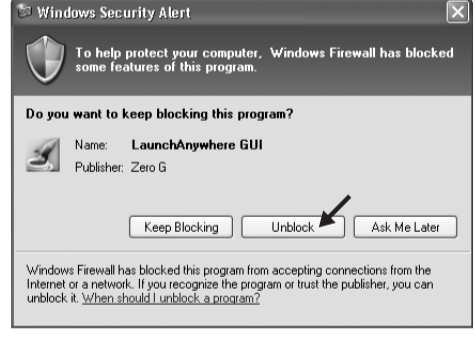 Windows Security Alert
To help protect your computer, Windows Firewall has blocked
some features of this program.
Do you want to keep blocking this program?
Name: LaunchAnywhere GUI
Publisher: Zero G
Keep Blocking Unblock Ask Me Later
Windows Firewall has blocked this program from accepting connections from the
Internet or a network. If you recognize the program or trust the publisher, you can
unblock it. When should I unblock a program?